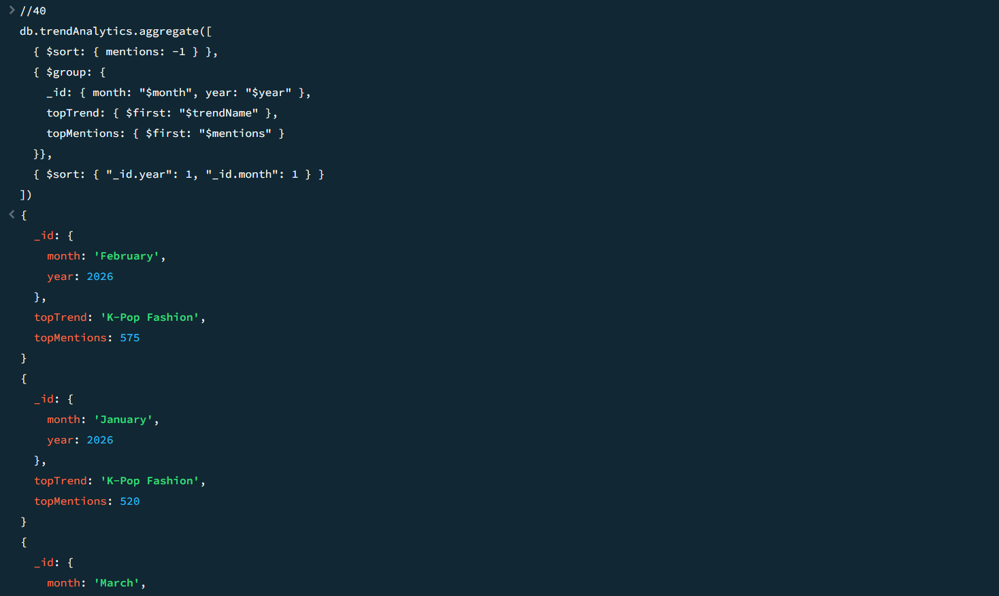 //40
db.trendAnalytics.aggregate([
  { $sort: { mentions: -1 } },
  { $group: {
    _id: { month: "$month", year: "$year" },
    topTrend: { $first: "$trendName" },
    topMentions: { $first: "$mentions" }
  }},
  { $sort: { "_id.year": 1, "_id.month": 1 } }
])
{
  _id: {
    month: 'February',
    year: 2026
  },
  topTrend: 'K-Pop Fashion',
  topMentions: 575
}
{
  _id: {
    month: 'January',
    year: 2026
  },
  topTrend: 'K-Pop Fashion',
  topMentions: 520
}
{
  _id: {
    month: 'March',